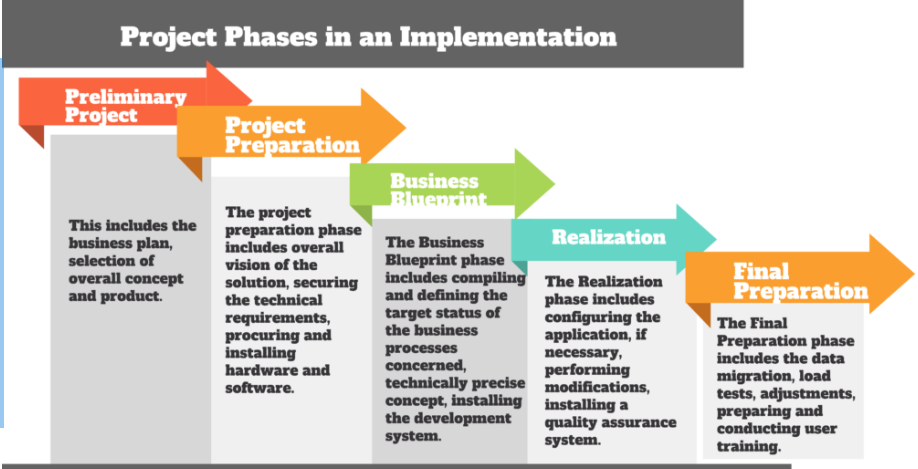 Project Phases in an Implementation
Preliminary
Project
This includes the
business plan,
selection of
overall concept
and product.
Project
Preparation
The project
preparation phase
includes overall
vision of the
solution, securing
the technical
requirements,
procuring and
installing
hardware and
software.
Business
Blueprint
The Business
Blueprint phase
includes compiling
and defining the
target status of
the business
processes
concerned,
technically precise
concept, installing
the development
system.
Realization
The Realization
phase includes
configuring the
application, if
necessary,
performing
modifications,
installing a
quality assurance
system.
Final
Preparation
The Final
Preparation phase
includes the data
migration, load
tests, adjustments,
preparing and
conducting user
training.